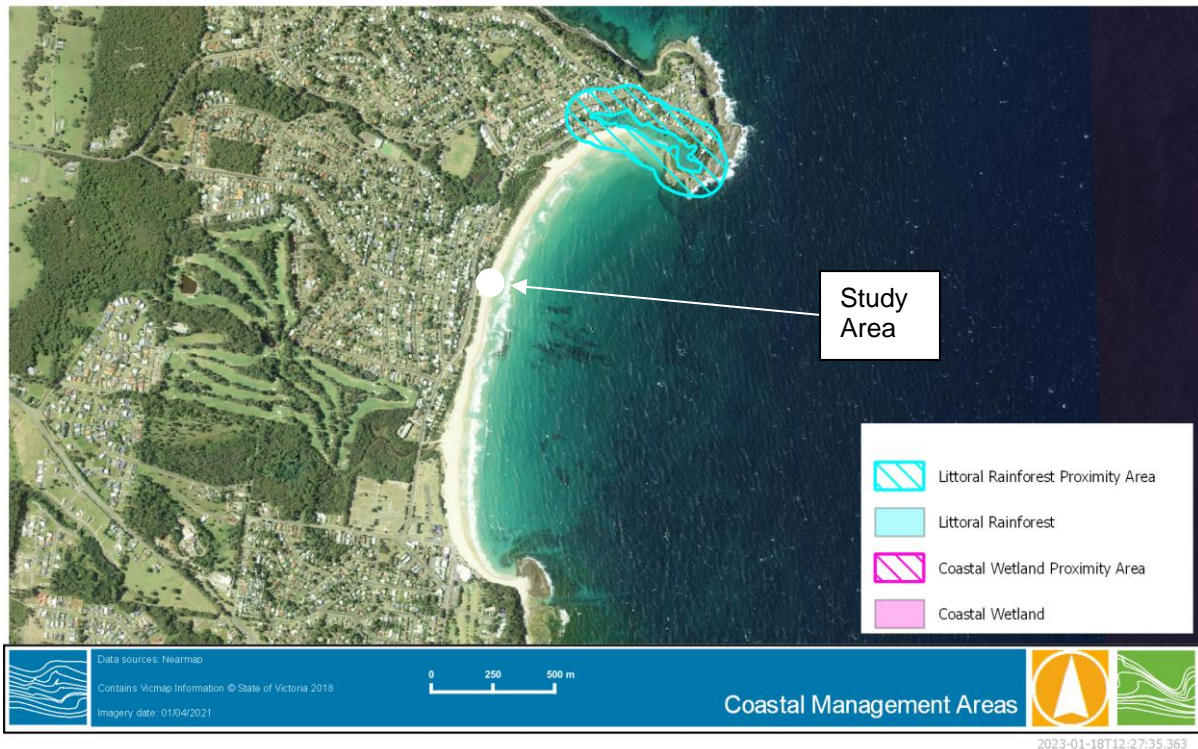 Study
Area
Littoral Rainforest Proximity Area
Littoral Rainforest
Coastal Wetland Proximity Area
Coastal Wetland
Data sources: Nearmap
Contains Vicmap Information © State of Victoria 2018
Imagery date: 01/04/2021
0 250 500 m
Coastal Management Areas
2023-01-18T12:27:35.363